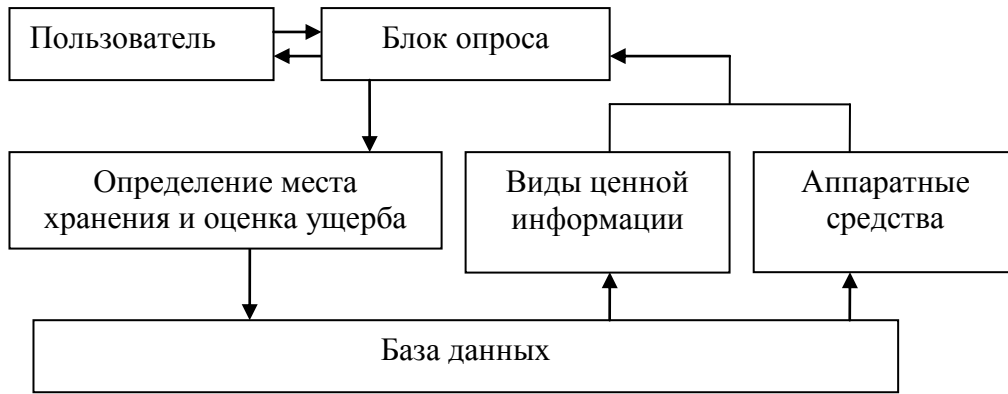 Пользователь
Блок опроса
Определение места
хранения и оценка ущерба
Виды ценной
информации
Аппаратные
средства
База данных